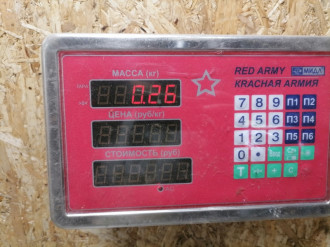 МАССА (кг)
0.26
RED ARMY МИДЛ
КРАСНАЯ АРМИЯ
ЦЕНА (руб/кг)
СТОИМОСТЬ (руб)
7 8 9 П1 П2
4 5 6 П3 П4
1 2 3 П5 П6
0 •
T + C